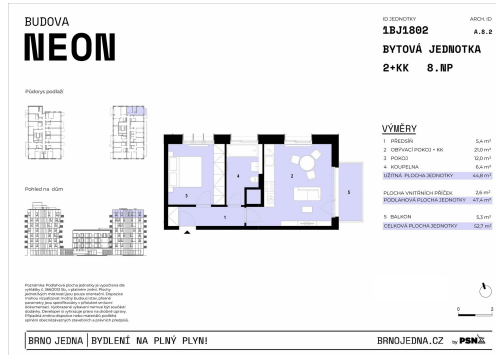 BUDOVA
NEON
ID JEDNOTKY
ARCH. ID
1BJ1802
A.8.2
BYTOVÁ JEDNOTKA
2+KK 8.NP
Půdorys podlaží
Pohled na dům
VÝMĚRY
1 PŘEDSÍŇ 5,4 m²
2 OBÝVACÍ POKOJ + KK 21,0 m²
3 POKOJ 12,0 m²
4 KOUPELNA 6,4 m²
UŽITNÁ PLOCHA JEDNOTKY 44,8 m²
PLOCHA VNITŘNÍCH PŘÍČEK 2,6 m²
PODLAHOVÁ PLOCHA JEDNOTKY 47,4 m²
5 BALKON 5,3 m²
CELKOVÁ PLOCHA JEDNOTKY 52,7 m²
3
4
2
5
1
0 2
BRNO JEDNA BYDLENÍ NA PLNÝ PLYN!
BRNOJEDNA.CZ by PSN